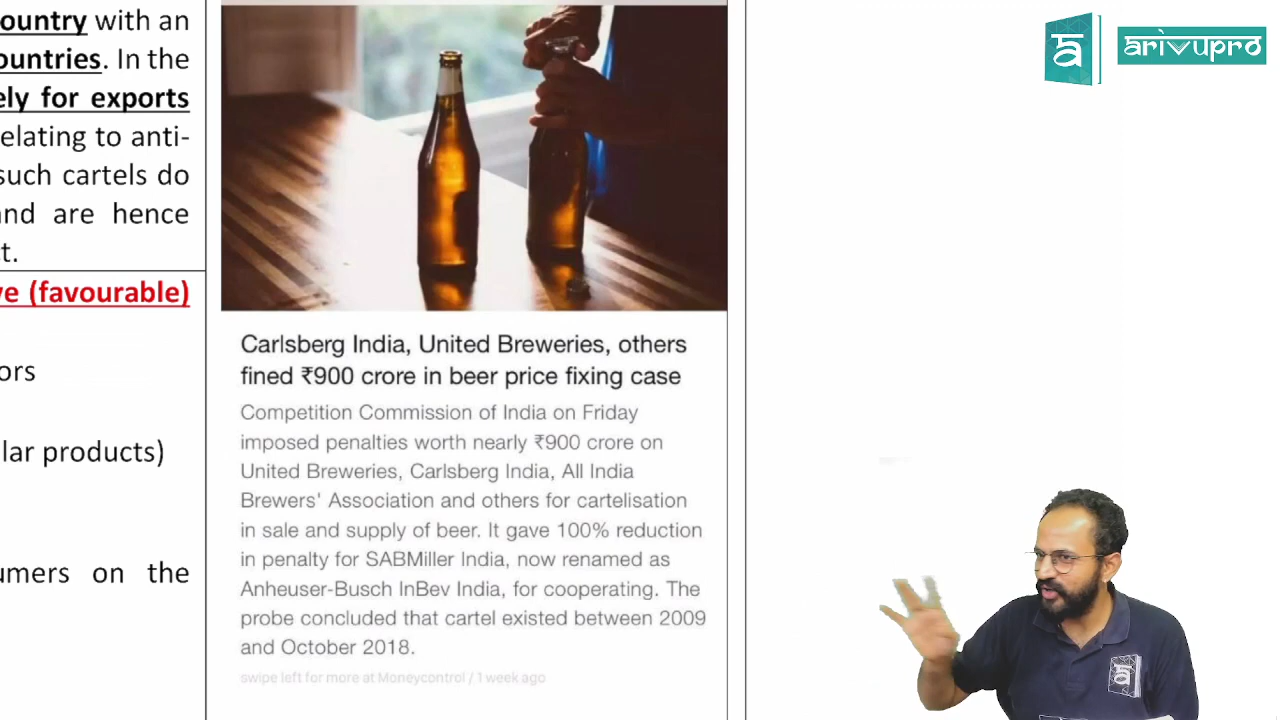 ountry with an
ountries. In the
ely for exports
elating to anti-
such cartels do
and are hence
t.
ve (favourable)
ors
lar products)
umers on the
Carlsberg India, United Breweries, others
fined ₹900 crore in beer price fixing case
Competition Commission of India on Friday
imposed penalties worth nearly ₹900 crore on
United Breweries, Carlsberg India, All India
Brewers' Association and others for cartelisation
in sale and supply of beer. It gave 100% reduction
in penalty for SABMiller India, now renamed as
Anheuser-Busch InBev India, for cooperating. The
probe concluded that cartel existed between 2009
and October 2018.
swipe left for more at Moneycontrol / 1 week ago
arivupro